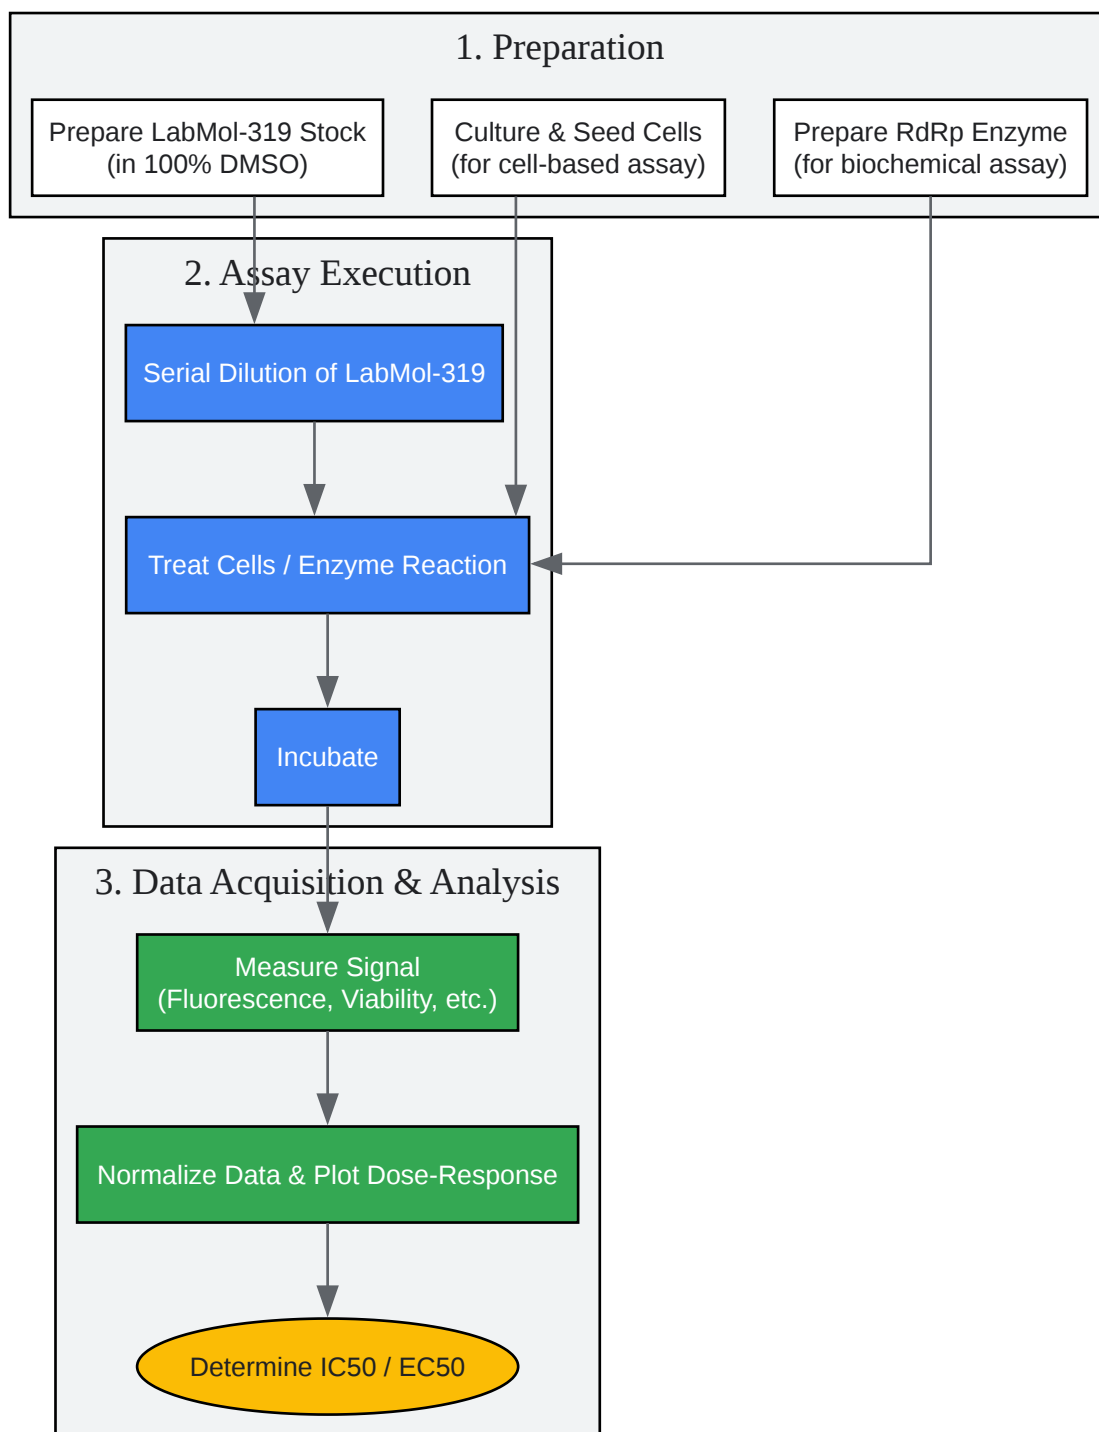 1. Preparation
Prepare LabMol-319 Stock
(in 100% DMSO)
Culture & Seed Cells
(for cell-based assay)
Prepare RdRp Enzyme
(for biochemical assay)
2. Assay Execution
Serial Dilution of LabMol-319
Treat Cells / Enzyme Reaction
Incubate
3. Data Acquisition & Analysis
Measure Signal
(Fluorescence, Viability, etc.)
Normalize Data & Plot Dose-Response
Determine IC50 / EC50